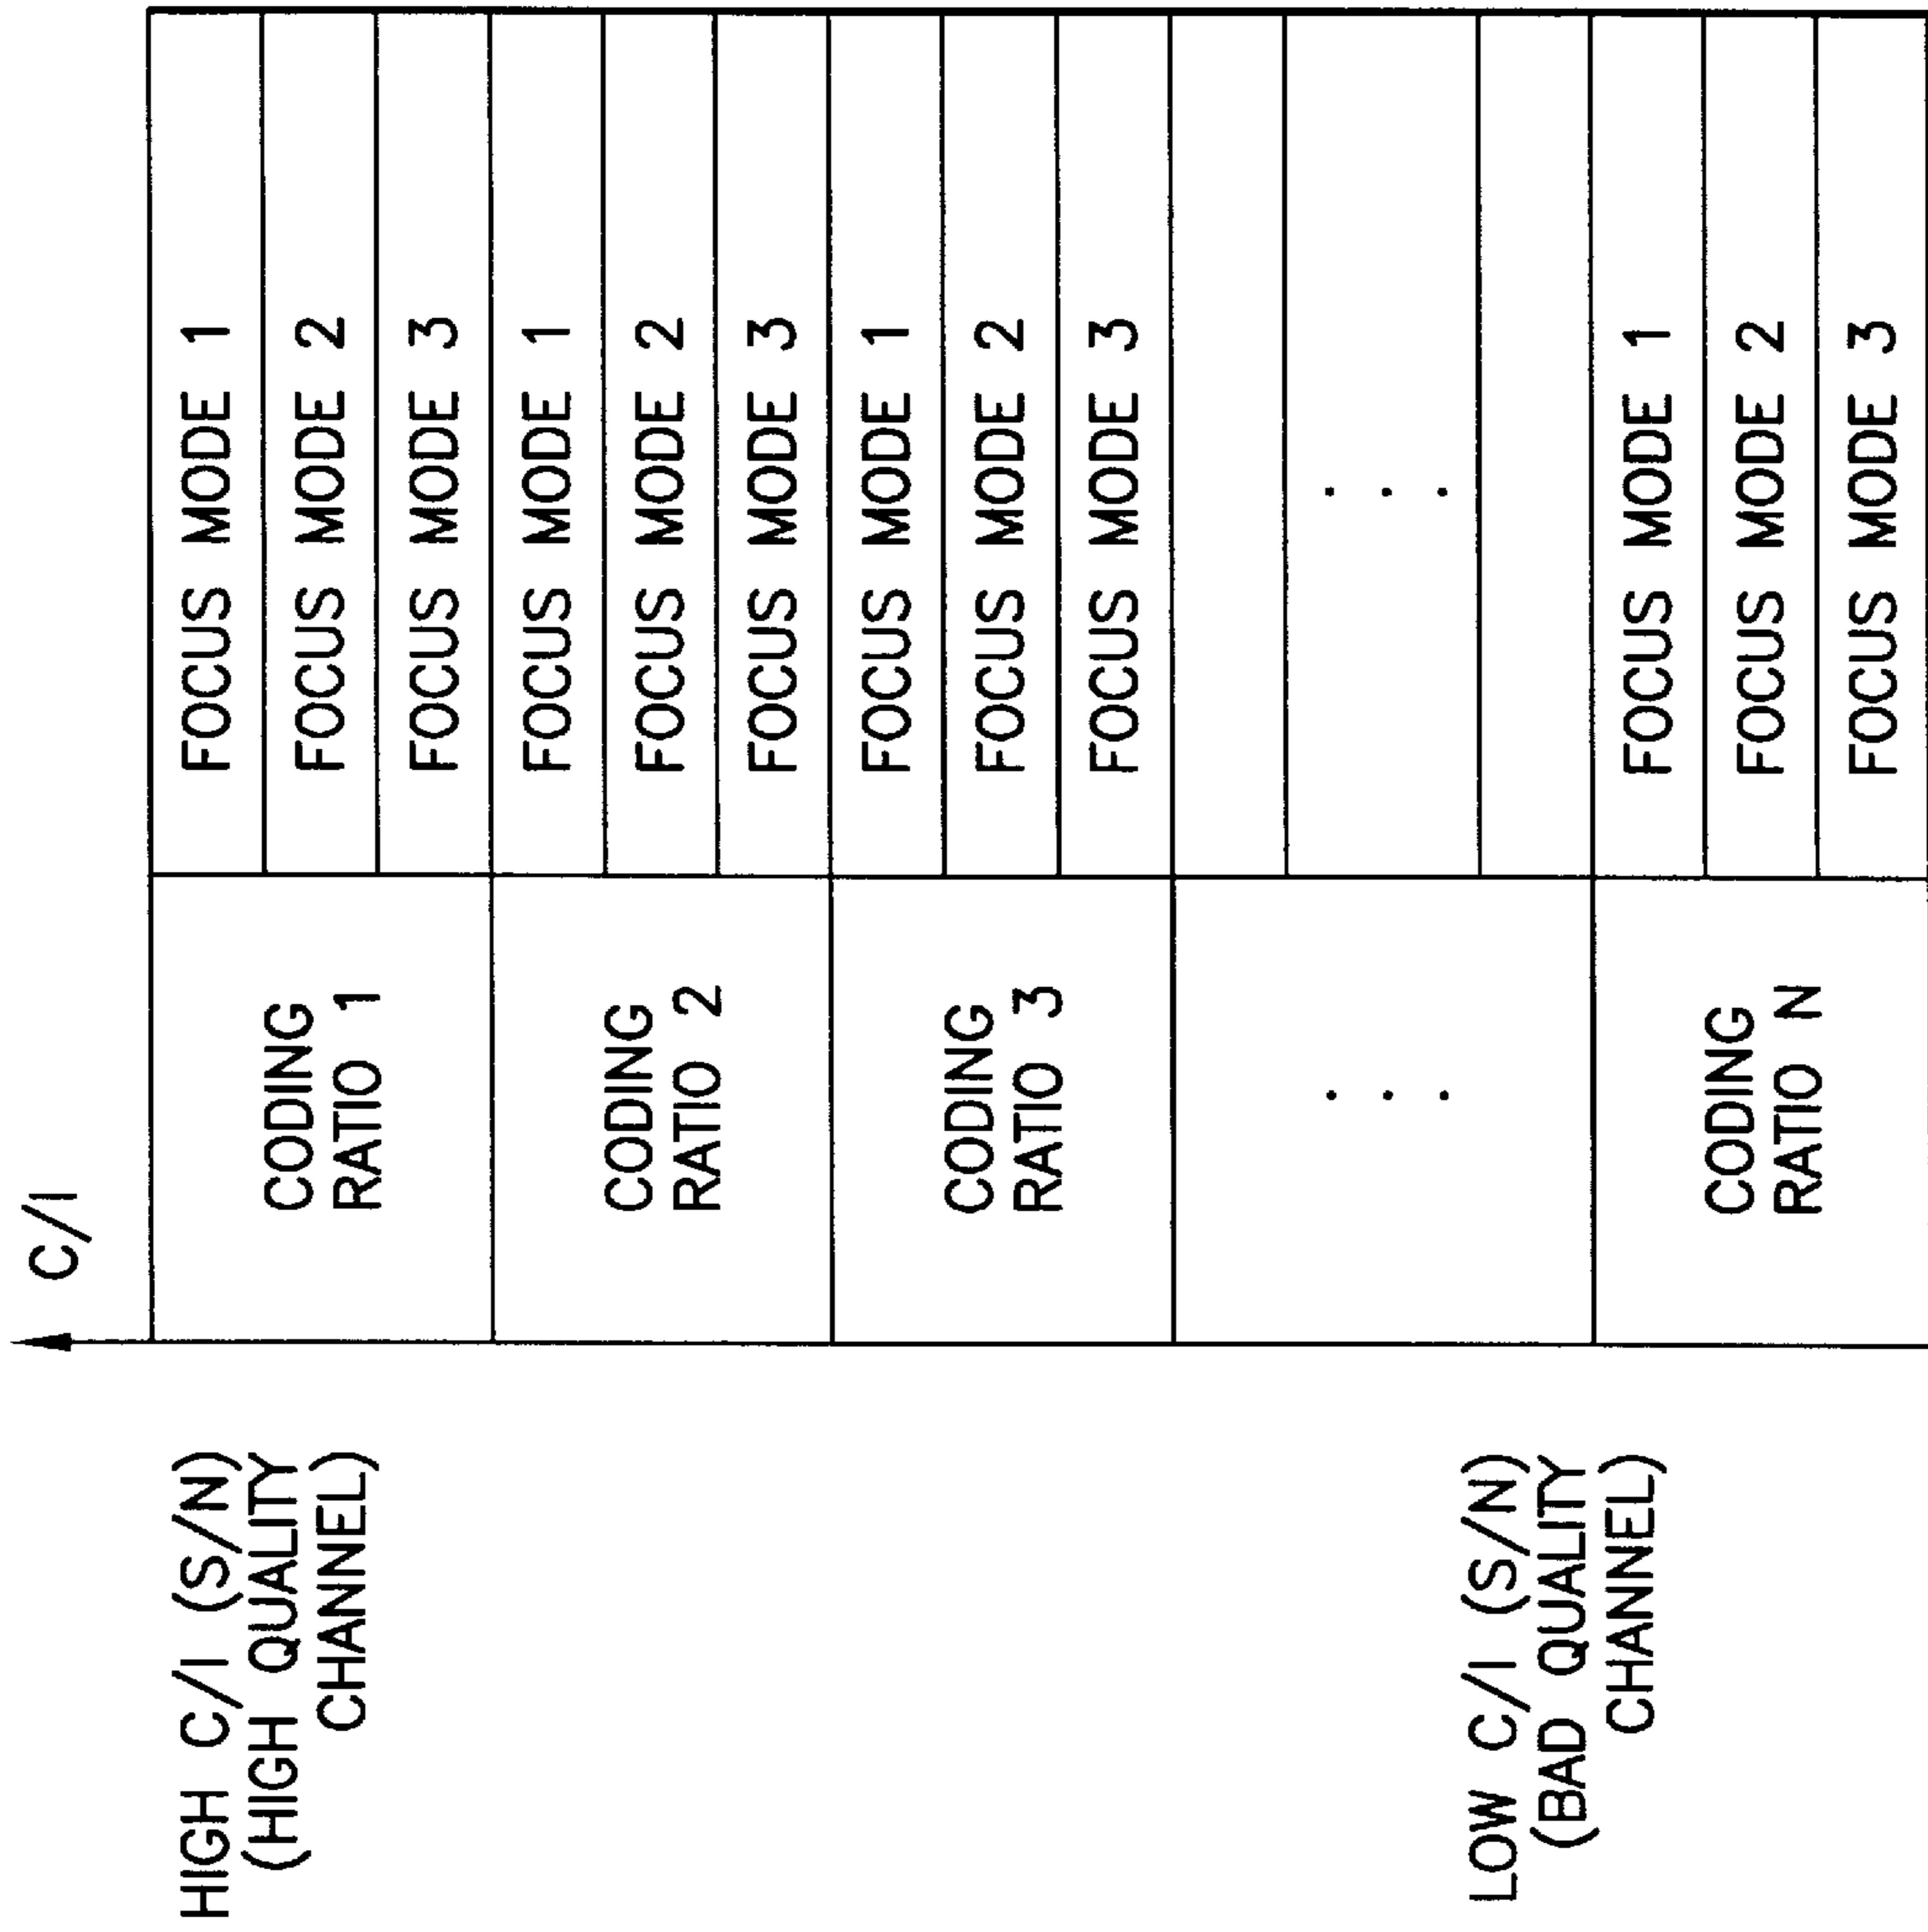 C/I
HIGH C/I (S/N)
(HIGH QUALITY
CHANNEL)
CODING
RATIO 1
FOCUS MODE 1
FOCUS MODE 2
FOCUS MODE 3
CODING
RATIO 2
FOCUS MODE 1
FOCUS MODE 2
FOCUS MODE 3
CODING
RATIO 3
FOCUS MODE 1
FOCUS MODE 2
FOCUS MODE 3
. . .
. . .
LOW C/I (S/N)
(BAD QUALITY
CHANNEL)
CODING
RATIO N
FOCUS MODE 1
FOCUS MODE 2
FOCUS MODE 3